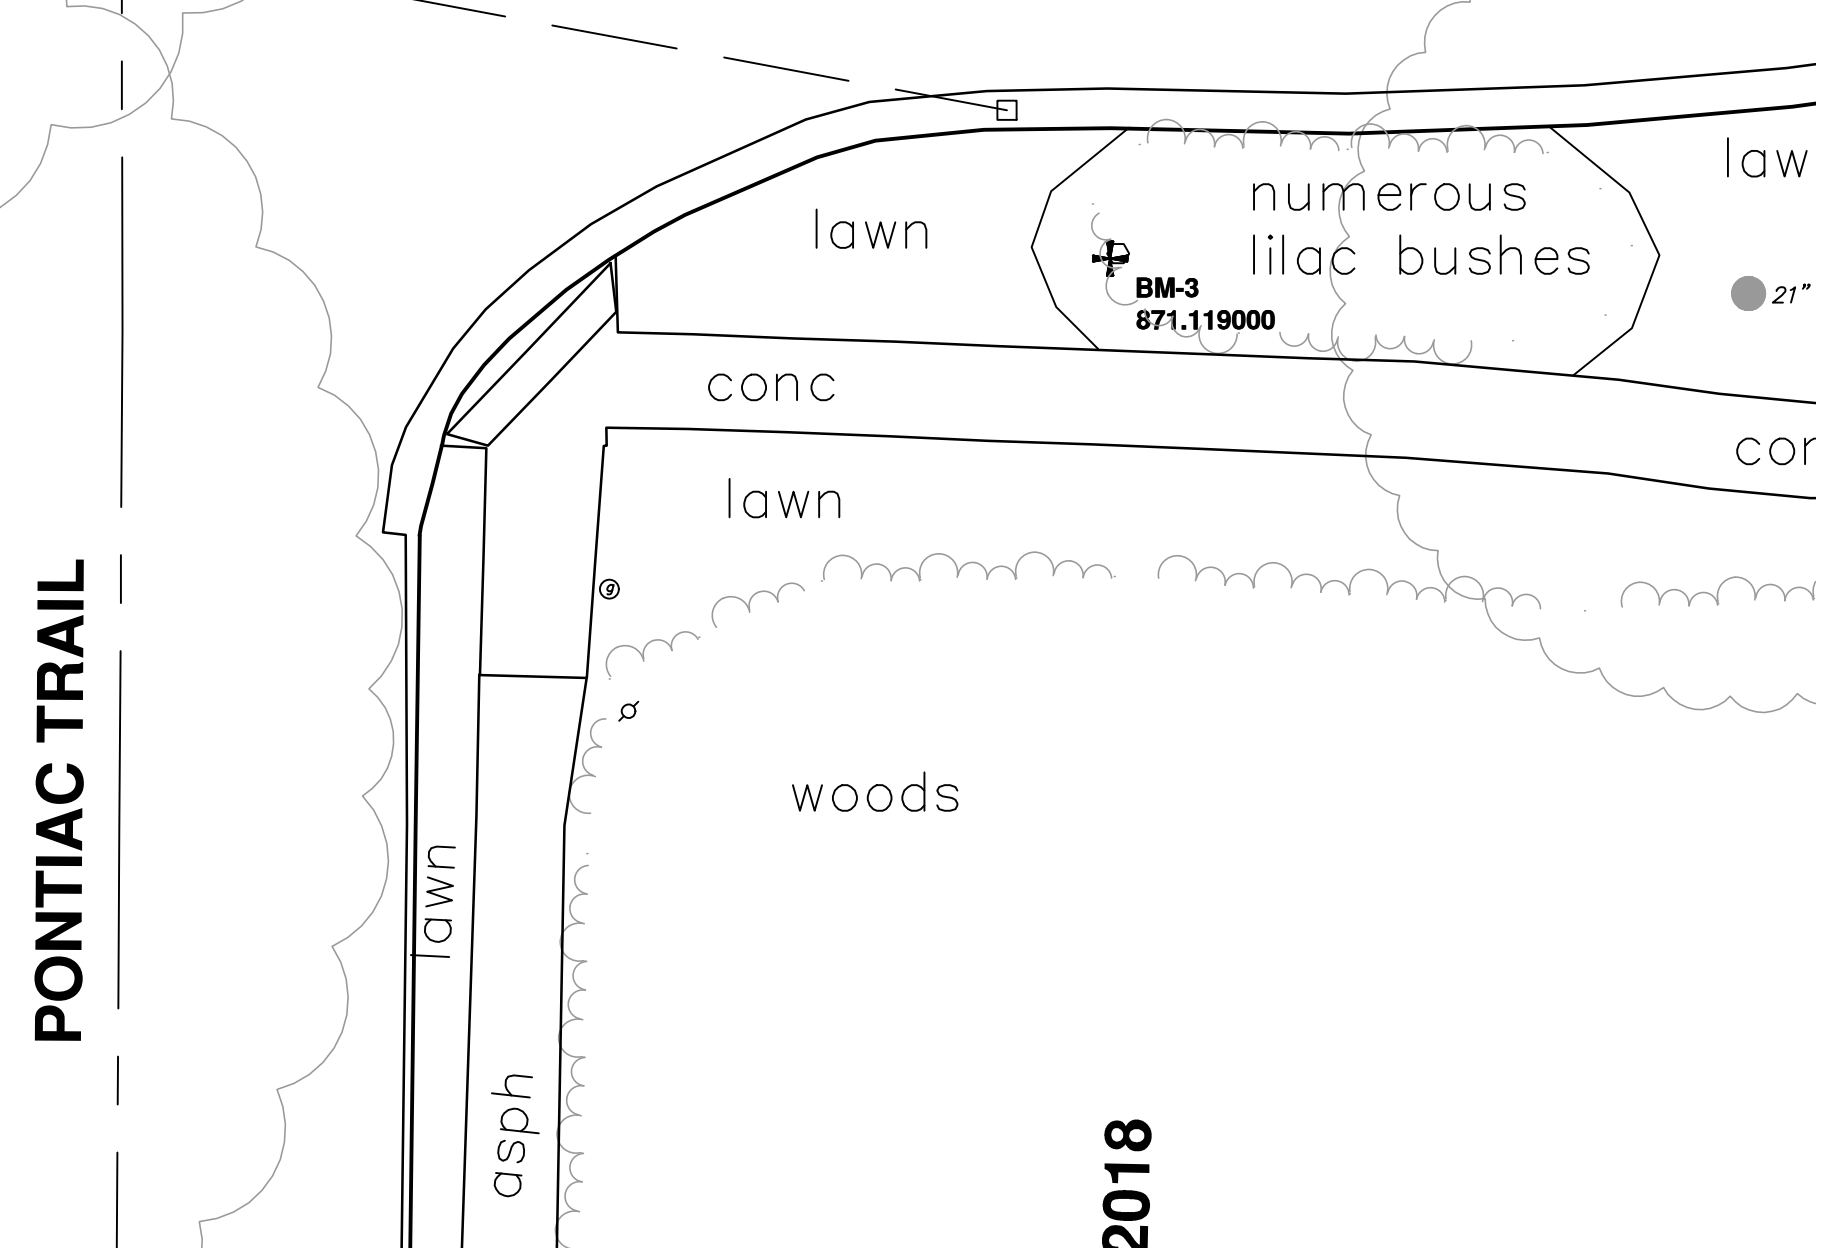 law
numerous
lilac bushes
lawn
BM-3
871.119000
21"
conc
cor
lawn
g
PONTIAC TRAIL
woods
lawn
asph
2018